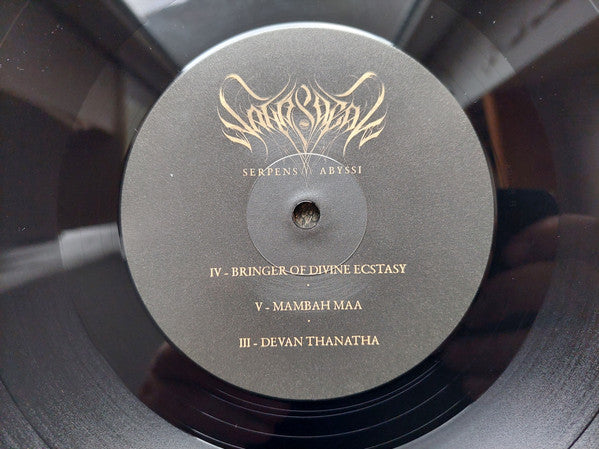 SERPENS ABYSSI
IV - BRINGER OF DIVINE ECSTASY
V - MAMBAH MAA
III - DEVAN THANATHA